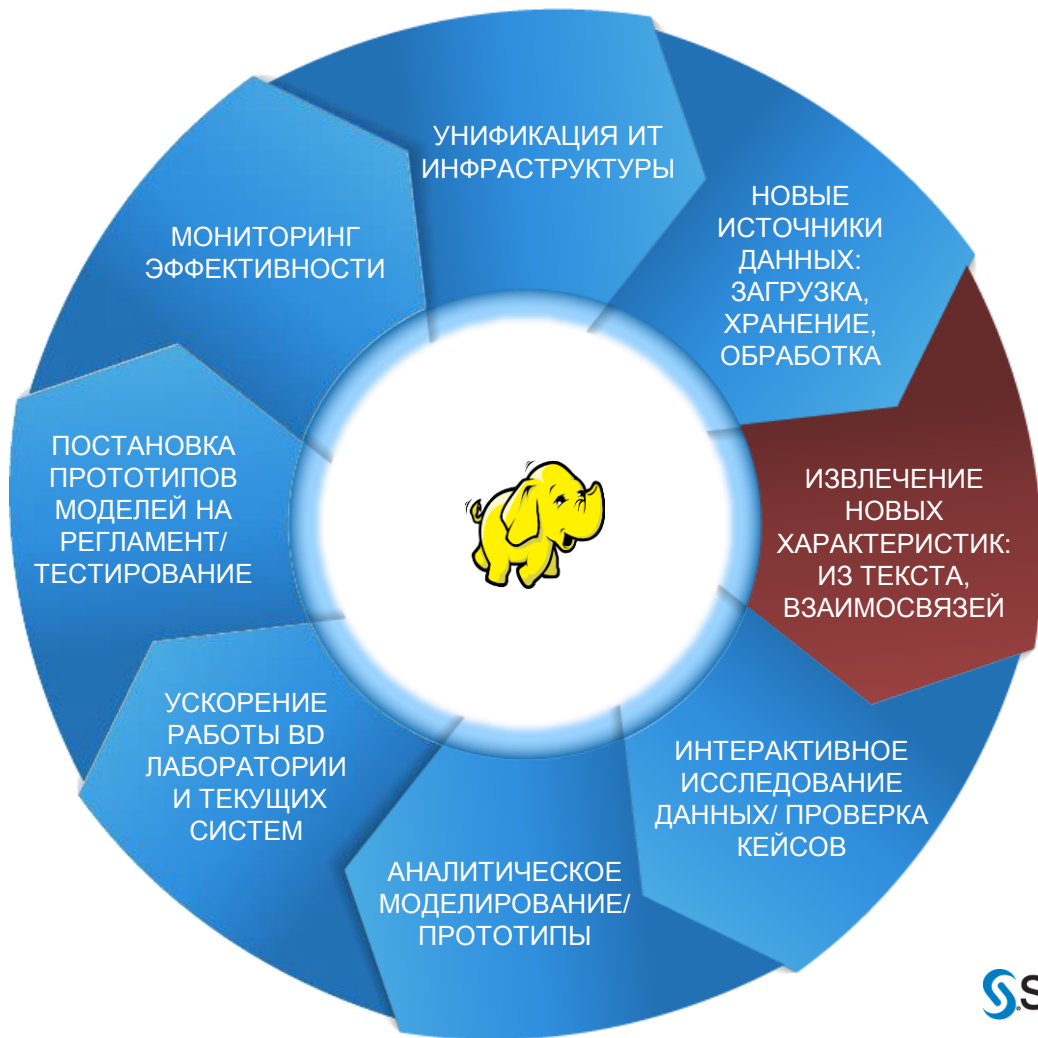 УНИФИКАЦИЯ ИТ
ИНФРАСТРУКТУРЫ
НОВЫЕ
ИСТОЧНИКИ
ДАННЫХ:
ЗАГРУЗКА,
ХРАНЕНИЕ,
ОБРАБОТКА
ИЗВЛЕЧЕНИЕ
НОВЫХ
ХАРАКТЕРИСТИК:
ИЗ ТЕКСТА,
ВЗАИМОСВЯЗЕЙ
ИНТЕРАКТИВНОЕ
ИССЛЕДОВАНИЕ
ДАННЫХ/ ПРОВЕРКА
КЕЙСОВ
АНАЛИТИЧЕСКОЕ
МОДЕЛИРОВАНИЕ/
ПРОТОТИПЫ
УСКОРЕНИЕ
РАБОТЫ BD
ЛАБОРАТОРИИ
И ТЕКУЩИХ
СИСТЕМ
ПОСТАНОВКА
ПРОТОТИПОВ
МОДЕЛЕЙ НА
РЕГЛАМЕНТ/
ТЕСТИРОВАНИЕ
МОНИТОРИНГ
ЭФФЕКТИВНОСТИ